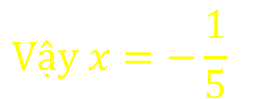 Vậy x = −1/5